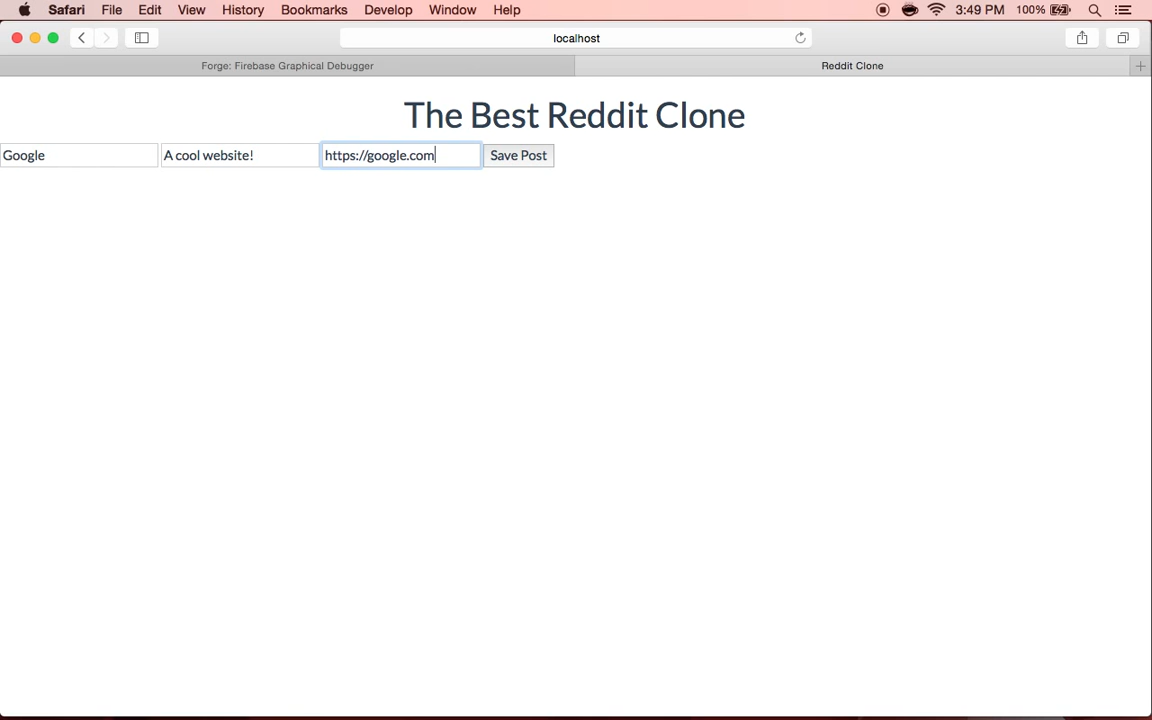 Safari File Edit View History Bookmarks Develop Window Help 3:49 PM 100%
localhost
Forge: Firebase Graphical Debugger Reddit Clone
The Best Reddit Clone
Google A cool website! https://google.com Save Post